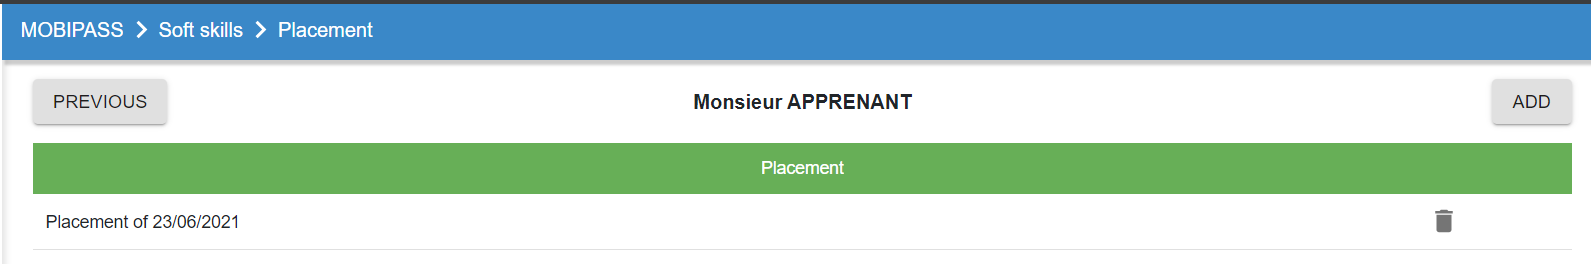 MOBIPASS > Soft skills > Placement
PREVIOUS
Monsieur APPRENANT
ADD
Placement
Placement of 23/06/2021